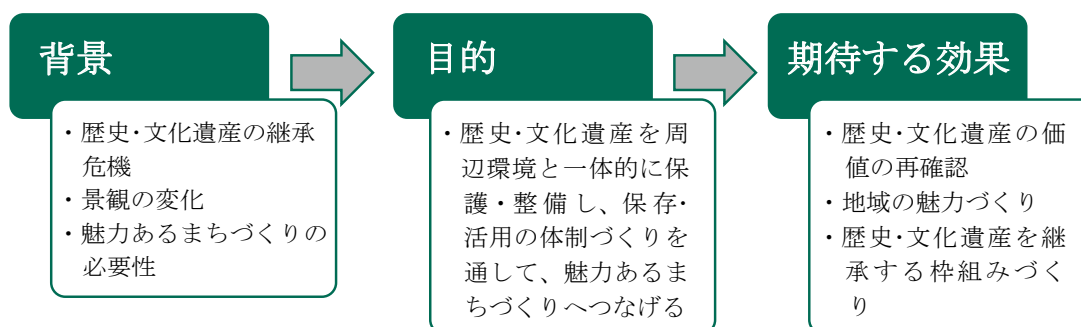 背景
・歴史・文化遺産の継承
危機
・景観の変化
・魅力あるまちづくりの
必要性
目的
・歴史・文化遺産を周
辺環境と一体的に保
護・整備し、保存・
活用の体制づくりを
通して、魅力あるま
ちづくりへつなげる
期待する効果
・歴史・文化遺産の価
値の再確認
・地域の魅力づくり
・歴史・文化遺産を継
承する枠組みづく
り